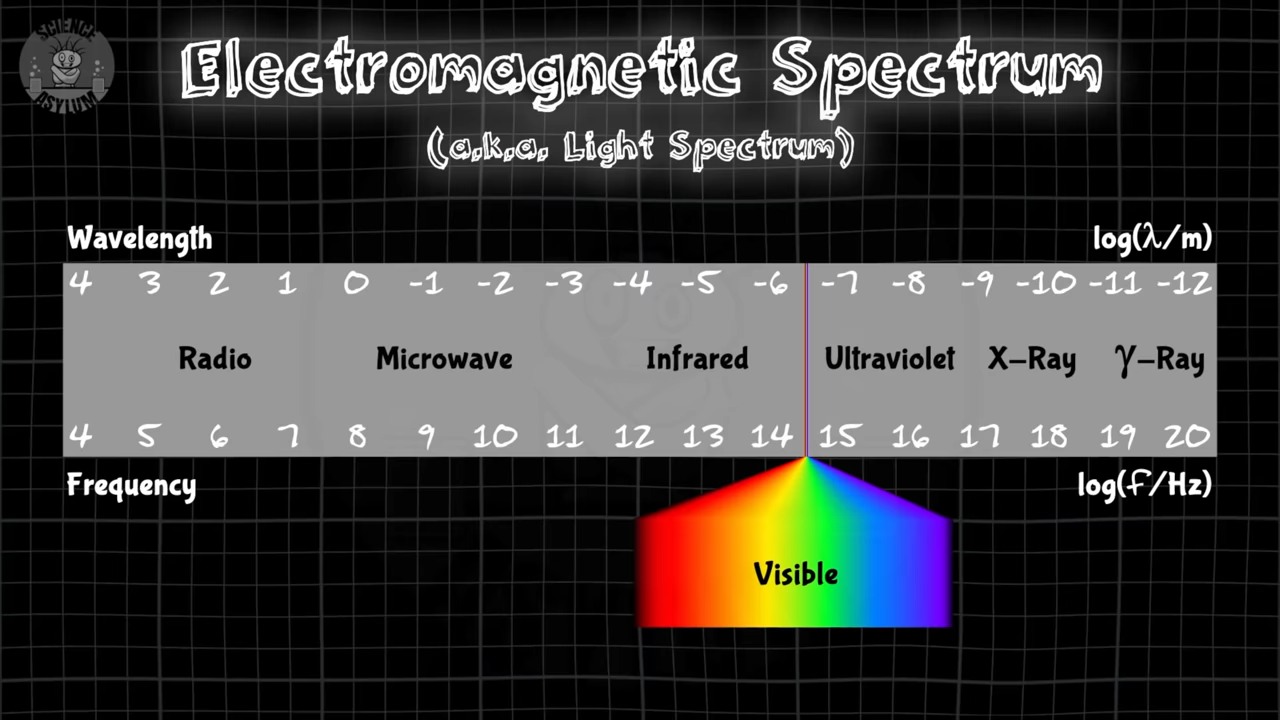 SCIENCE
ASYLUM
Electromagnetic Spectrum
(a.k.a. Light Spectrum)
Wavelength log(λ/m)
4 3 2 1 0 -1 -2 -3 -4 -5 -6 -7 -8 -9 -10 -11 -12
Radio Microwave Infrared Ultraviolet X-Ray γ-Ray
4 5 6 7 8 9 10 11 12 13 14 15 16 17 18 19 20
Frequency log(f/Hz)
Visible